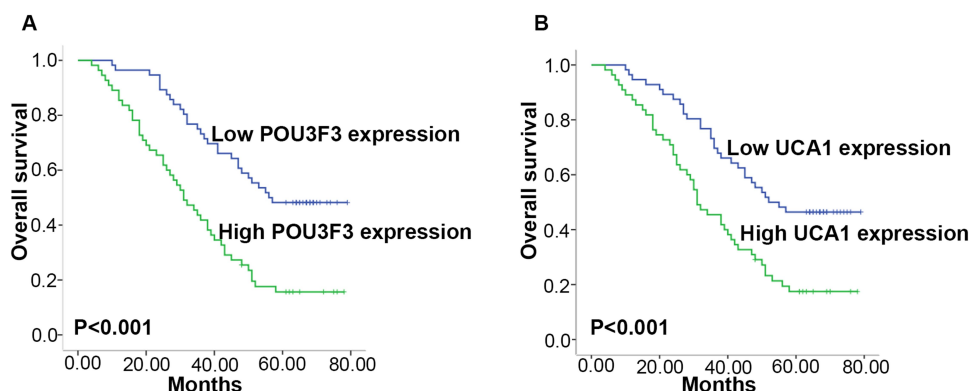 A
Overall survival
1.0
0.8
0.6
0.4
0.2
0.0
Low POU3F3 expression
High POU3F3 expression
P<0.001
0.00 20.00 40.00 60.00 80.00
Months
B
Overall survival
1.0
0.8
0.6
0.4
0.2
0.0
Low UCA1 expression
High UCA1 expression
P<0.001
0.00 20.00 40.00 60.00 80.00
Months